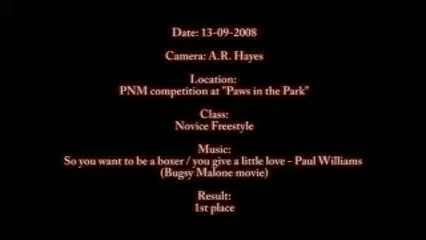 Date: 13-09-2008
Camera: A.R. Hayes
Location:
PNM competition at "Paws in the Park"
Class:
Novice Freestyle
Music:
So you want to be a boxer / you give a little love - Paul Williams
(Bugsy Malone movie)
Result:
1st place